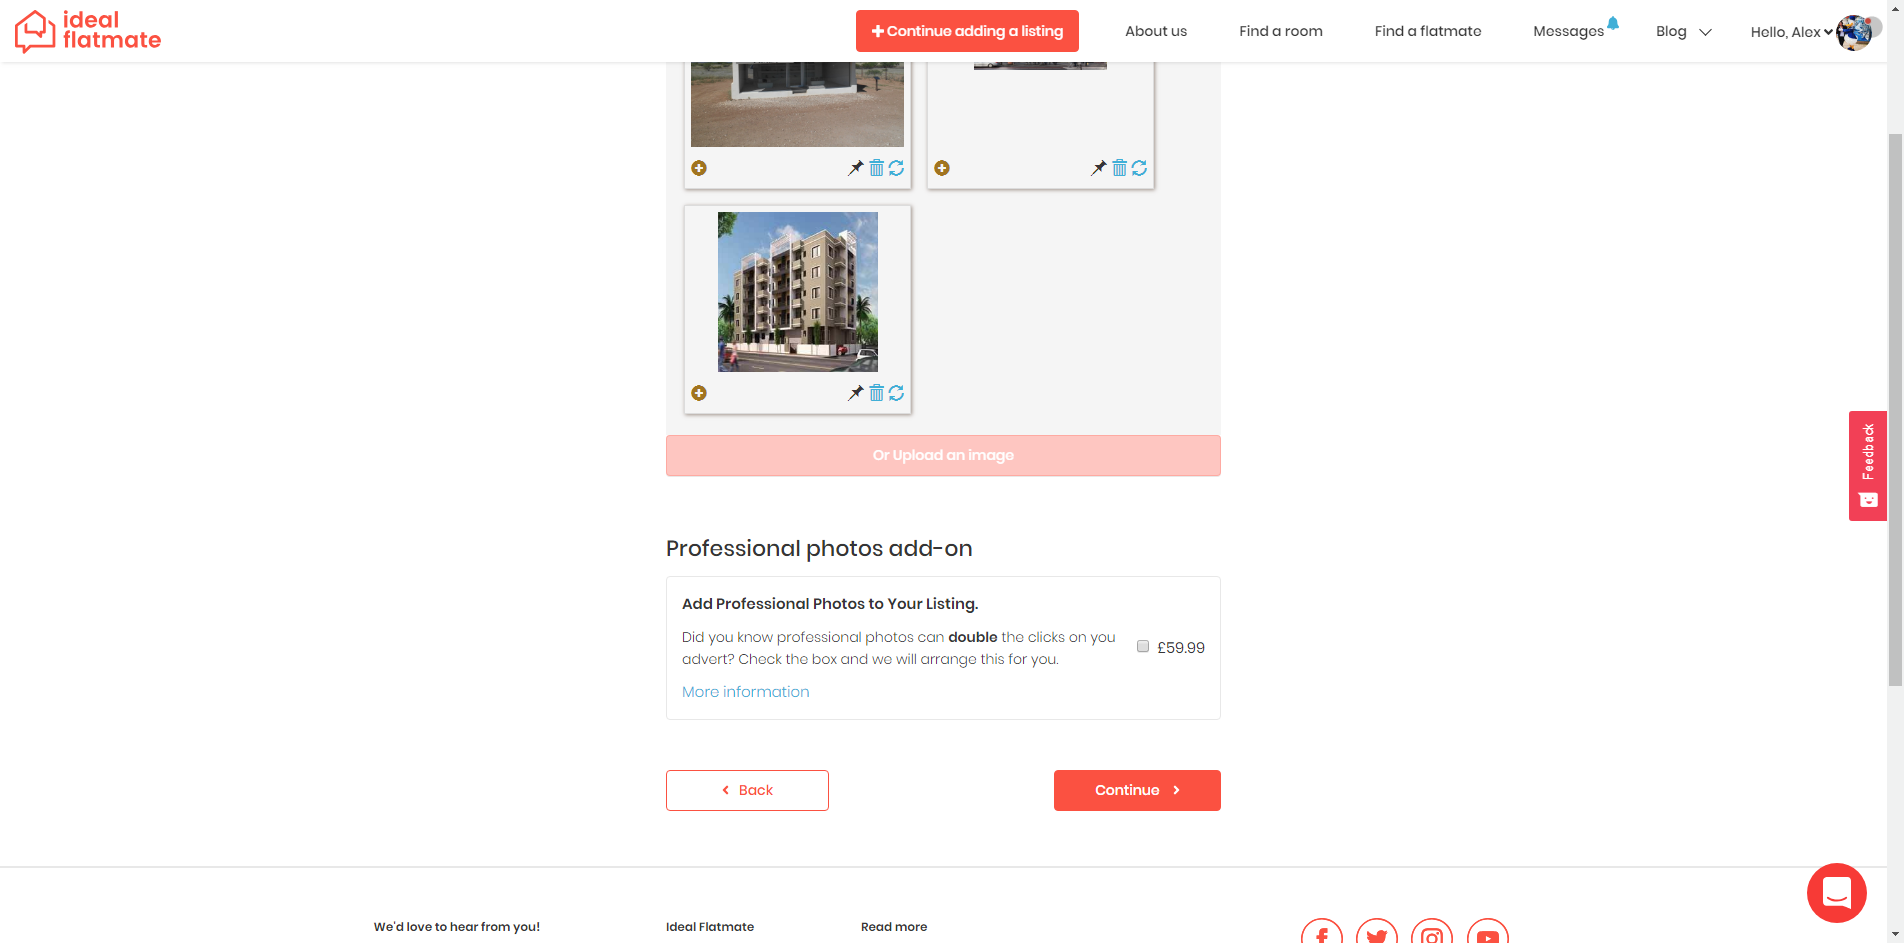 ideal
flatmate
Continue adding a listing
About us
Find a room
Find a flatmate
Messages
Blog
Hello, Alex
Or Upload an image
Feedback
Professional photos add-on
Add Professional Photos to Your Listing.
Did you know professional photos can double the clicks on you
advert? Check the box and we will arrange this for you.
£59.99
More information
Back
Continue
We'd love to hear from you!
Ideal Flatmate
Read more